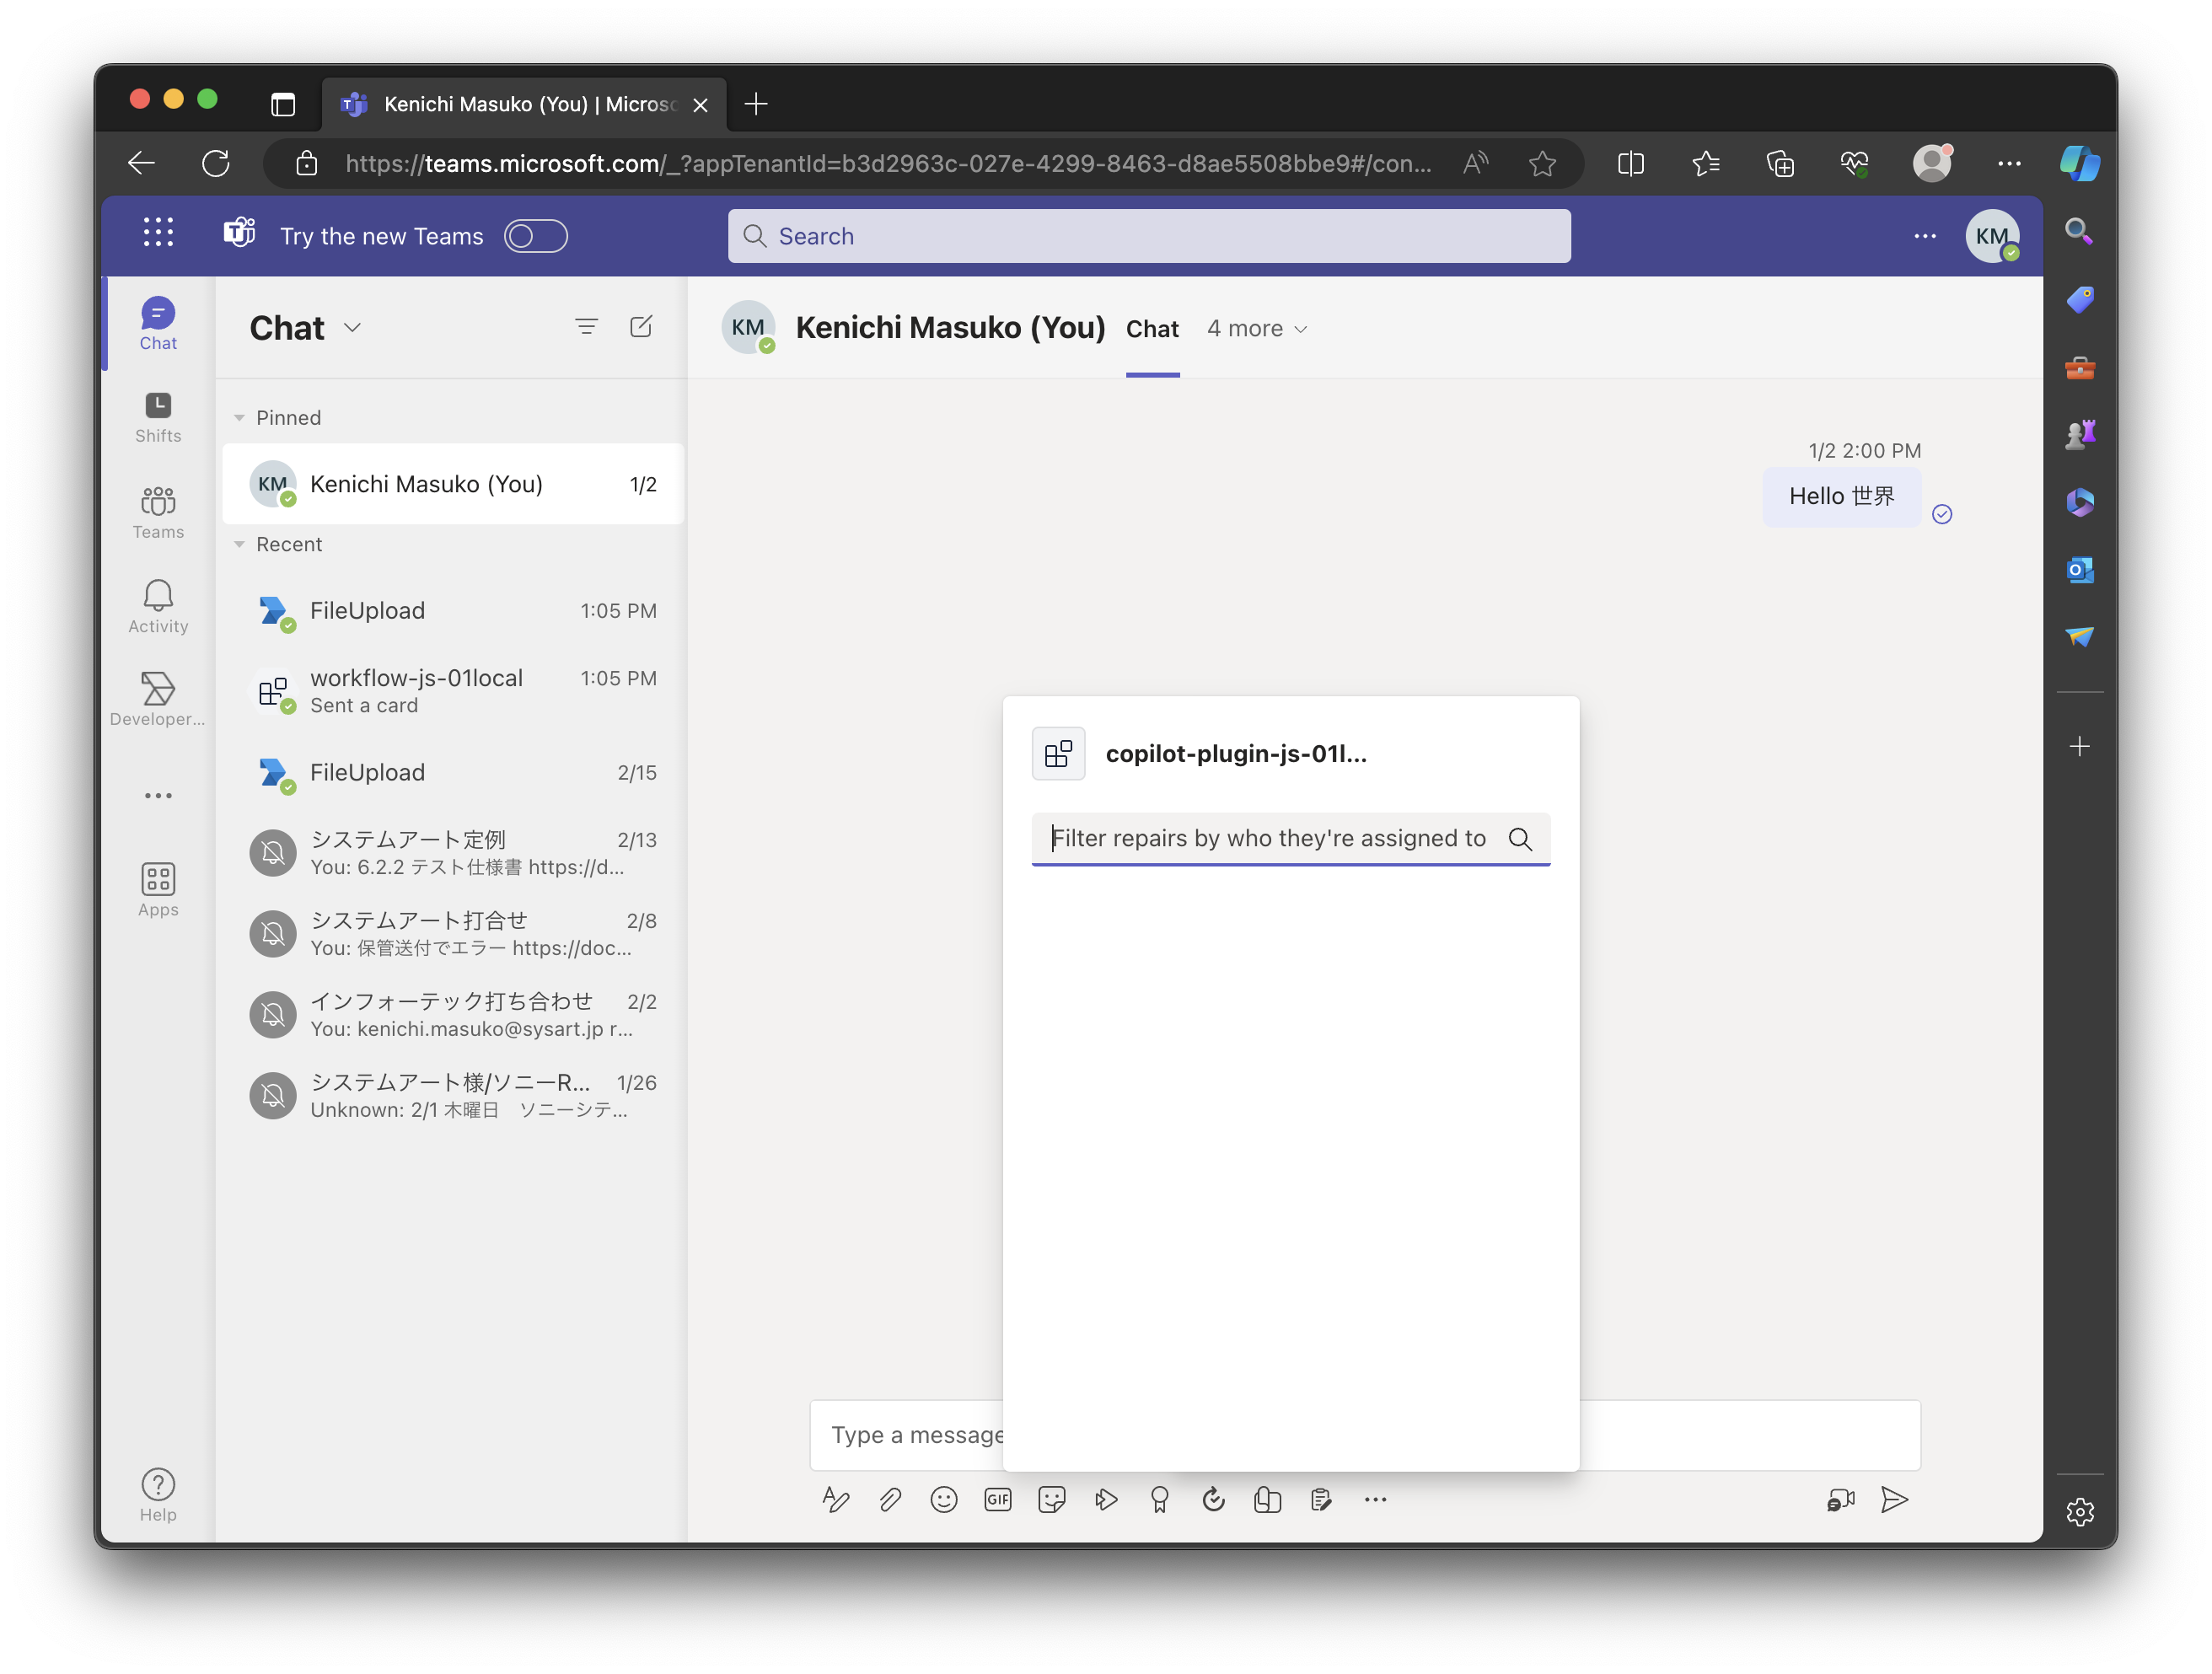 Kenichi Masuko (You) | Micros
https://teams.microsoft.com/_?appTenantId=b3d2963c-027e-4299-8463-d8ae5508bbe9#/con...
Try the new Teams
Search
KM
Chat
Shifts
Teams
Activity
Developer...
Apps
Help
Chat
Pinned
KM
Kenichi Masuko (You)
1/2
Recent
FileUpload
1:05 PM
workflow-js-01local
1:05 PM
Sent a card
FileUpload
2/15
システムアート定例
2/13
You: 6.2.2 テスト仕様書 https://d...
システムアート打合せ
2/8
You: 保管送付でエラー https://doc...
インフォーテック打ち合わせ
2/2
You: kenichi.masuko@sysart.jp r...
システムアート様/ソニーR...
1/26
Unknown: 2/1 木曜日　ソニーシテ...
KM
Kenichi Masuko (You)
Chat
4 more
1/2 2:00 PM
Hello 世界
copilot-plugin-js-01l...
Filter repairs by who they're assigned to
Type a message
GIF